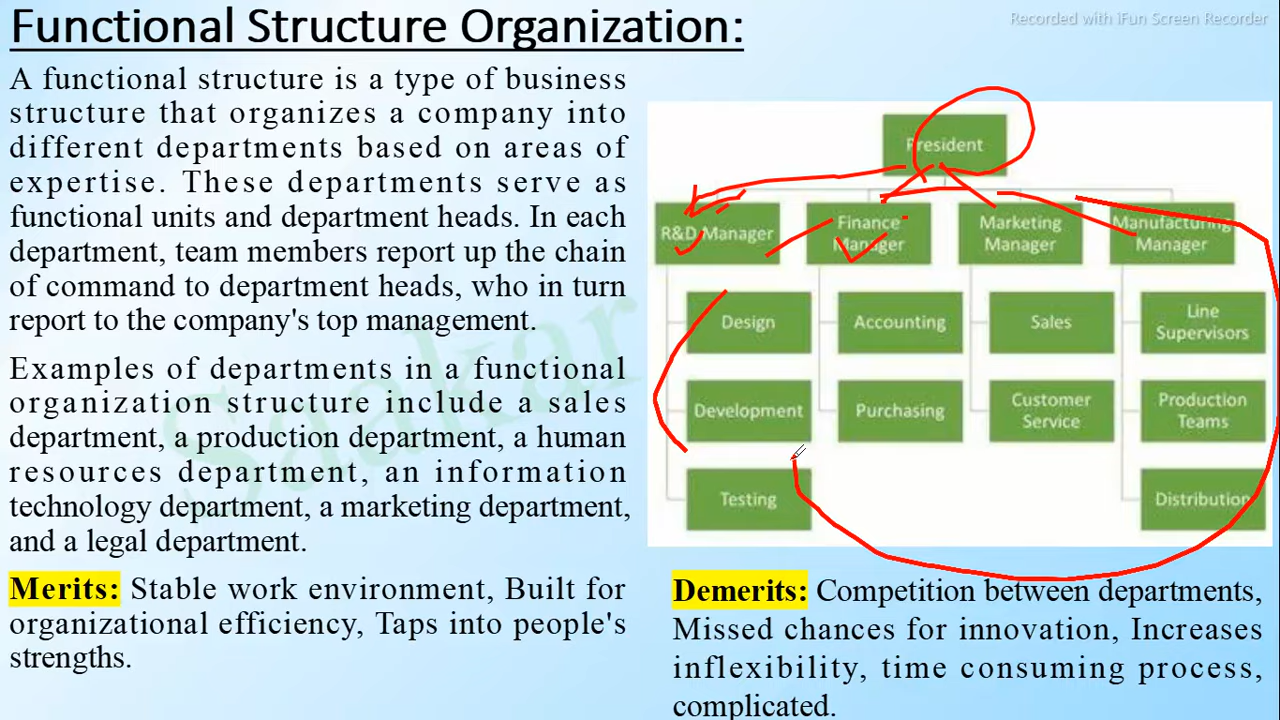 Functional Structure Organization:
Recorded with iFun Screen Recorder
A functional structure is a type of business
structure that organizes a company into
different departments based on areas of
expertise. These departments serve as
functional units and department heads. In each
department, team members report up the chain
of command to department heads, who in turn
report to the company's top management.
Examples of departments in a functional
organization structure include a sales
department, a production department, a human
resources department, an information
technology department, a marketing department,
and a legal department.
Merits: Stable work environment, Built for
organizational efficiency, Taps into people's
strengths.
President
R&D Manager
Finance
Manager
Marketing
Manager
Manufacturing
Manager
Design
Development
Testing
Accounting
Purchasing
Sales
Customer
Service
Line
Supervisors
Production
Teams
Distribution
Demerits: Competition between departments,
Missed chances for innovation, Increases
inflexibility, time consuming process,
complicated.